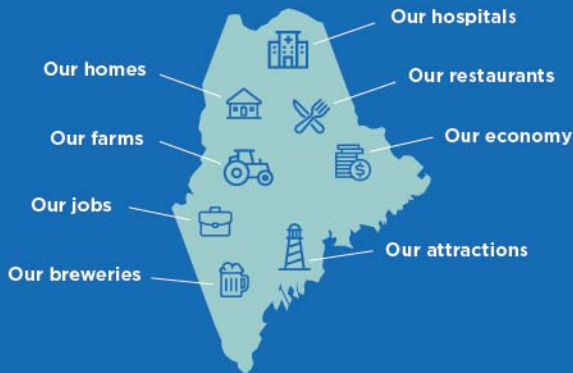 Our hospitals
Our homes
Our restaurants
Our farms
Our economy
Our jobs
Our attractions
Our breweries
$